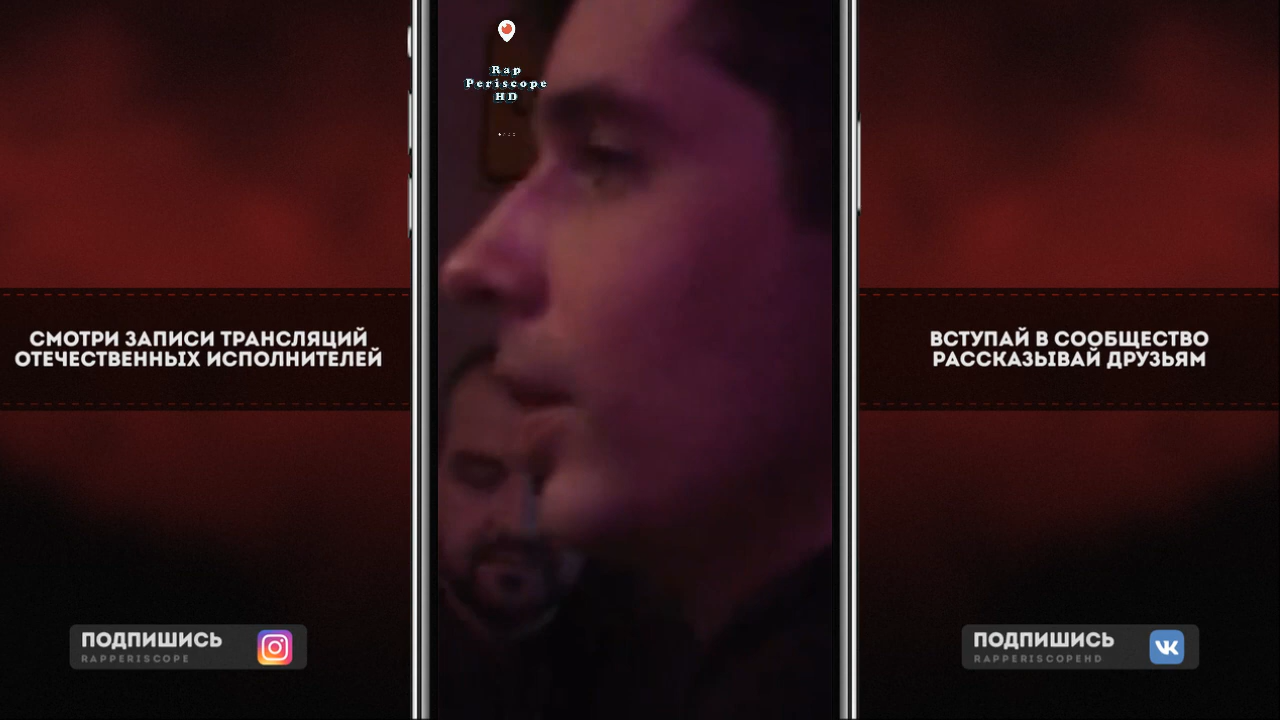 Rap
Periscope
HD
СМОТРИ ЗАПИСИ ТРАНСЛЯЦИЙ
ОТЕЧЕСТВЕННЫХ ИСПОЛНИТЕЛЕЙ
ВСТУПАЙ В СООБЩЕСТВО
РАССКАЗЫВАЙ ДРУЗЬЯМ
ПОДПИШИСЬ
RAPPERISCOPE
ПОДПИШИСЬ
RAPPERISCOPEHD